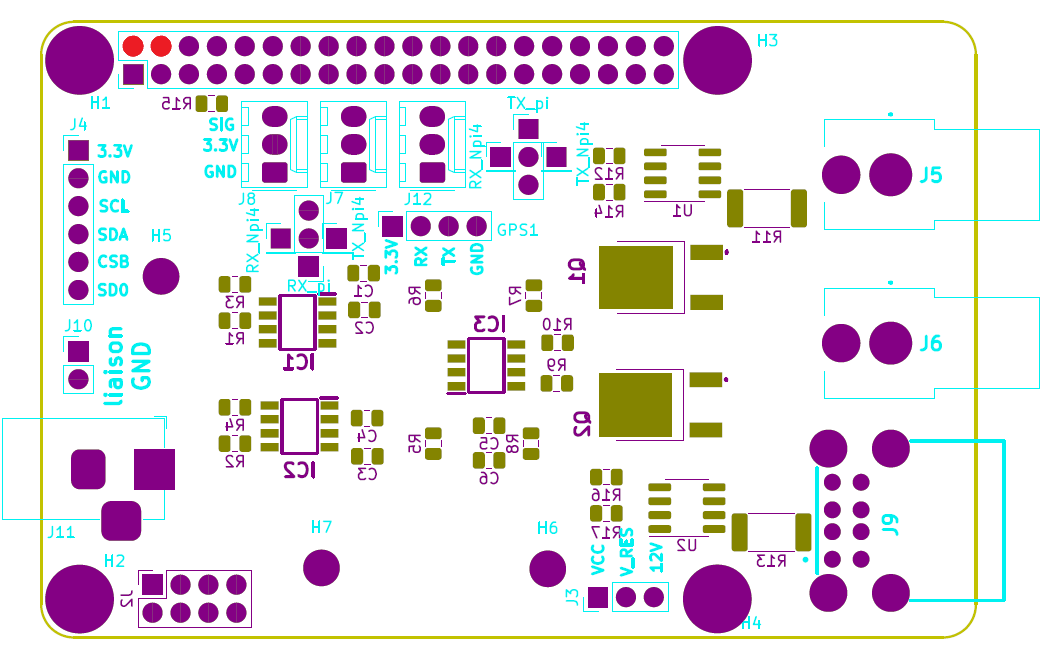 H3
H1
R15
TX_pi
J4
SIG
3.3V
GND
RX_Npi4
TX_Npi4
3.3V
GND
SCL
SDA
CSB
SDO
R12
R14
U1
R11
J5
J8
J7
J12
RX_Npi4
TX_Npi4
GPS1
3.3V
RX
TX
GND
H5
RX_pi
Q1
R3
R1
C1
C2
R6
R7
IC3
R10
R9
IC1
J6
J10
liaison
GND
R4
R2
C4
C3
IC2
R5
C5
C6
R8
Q2
R16
R17
U2
R13
J9
J11
H7
H6
H2
J2
VCC
V_RES
12V
J3
H4